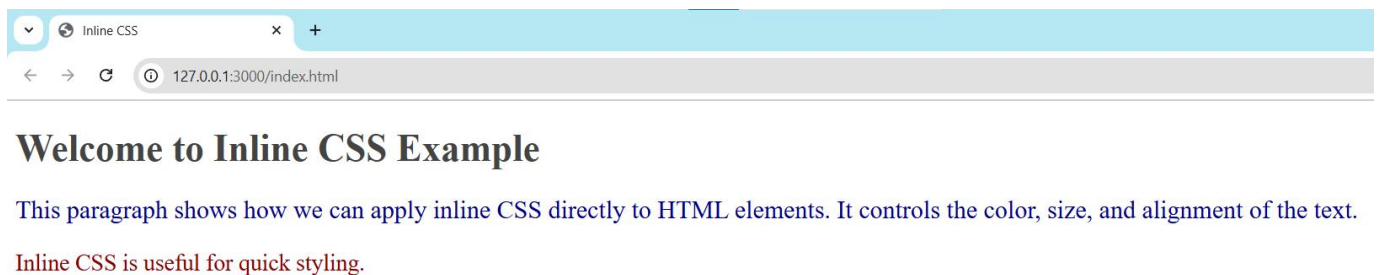 Inline CSS
127.0.0.1:3000/index.html
Welcome to Inline CSS Example
This paragraph shows how we can apply inline CSS directly to HTML elements. It controls the color, size, and alignment of the text.
Inline CSS is useful for quick styling.